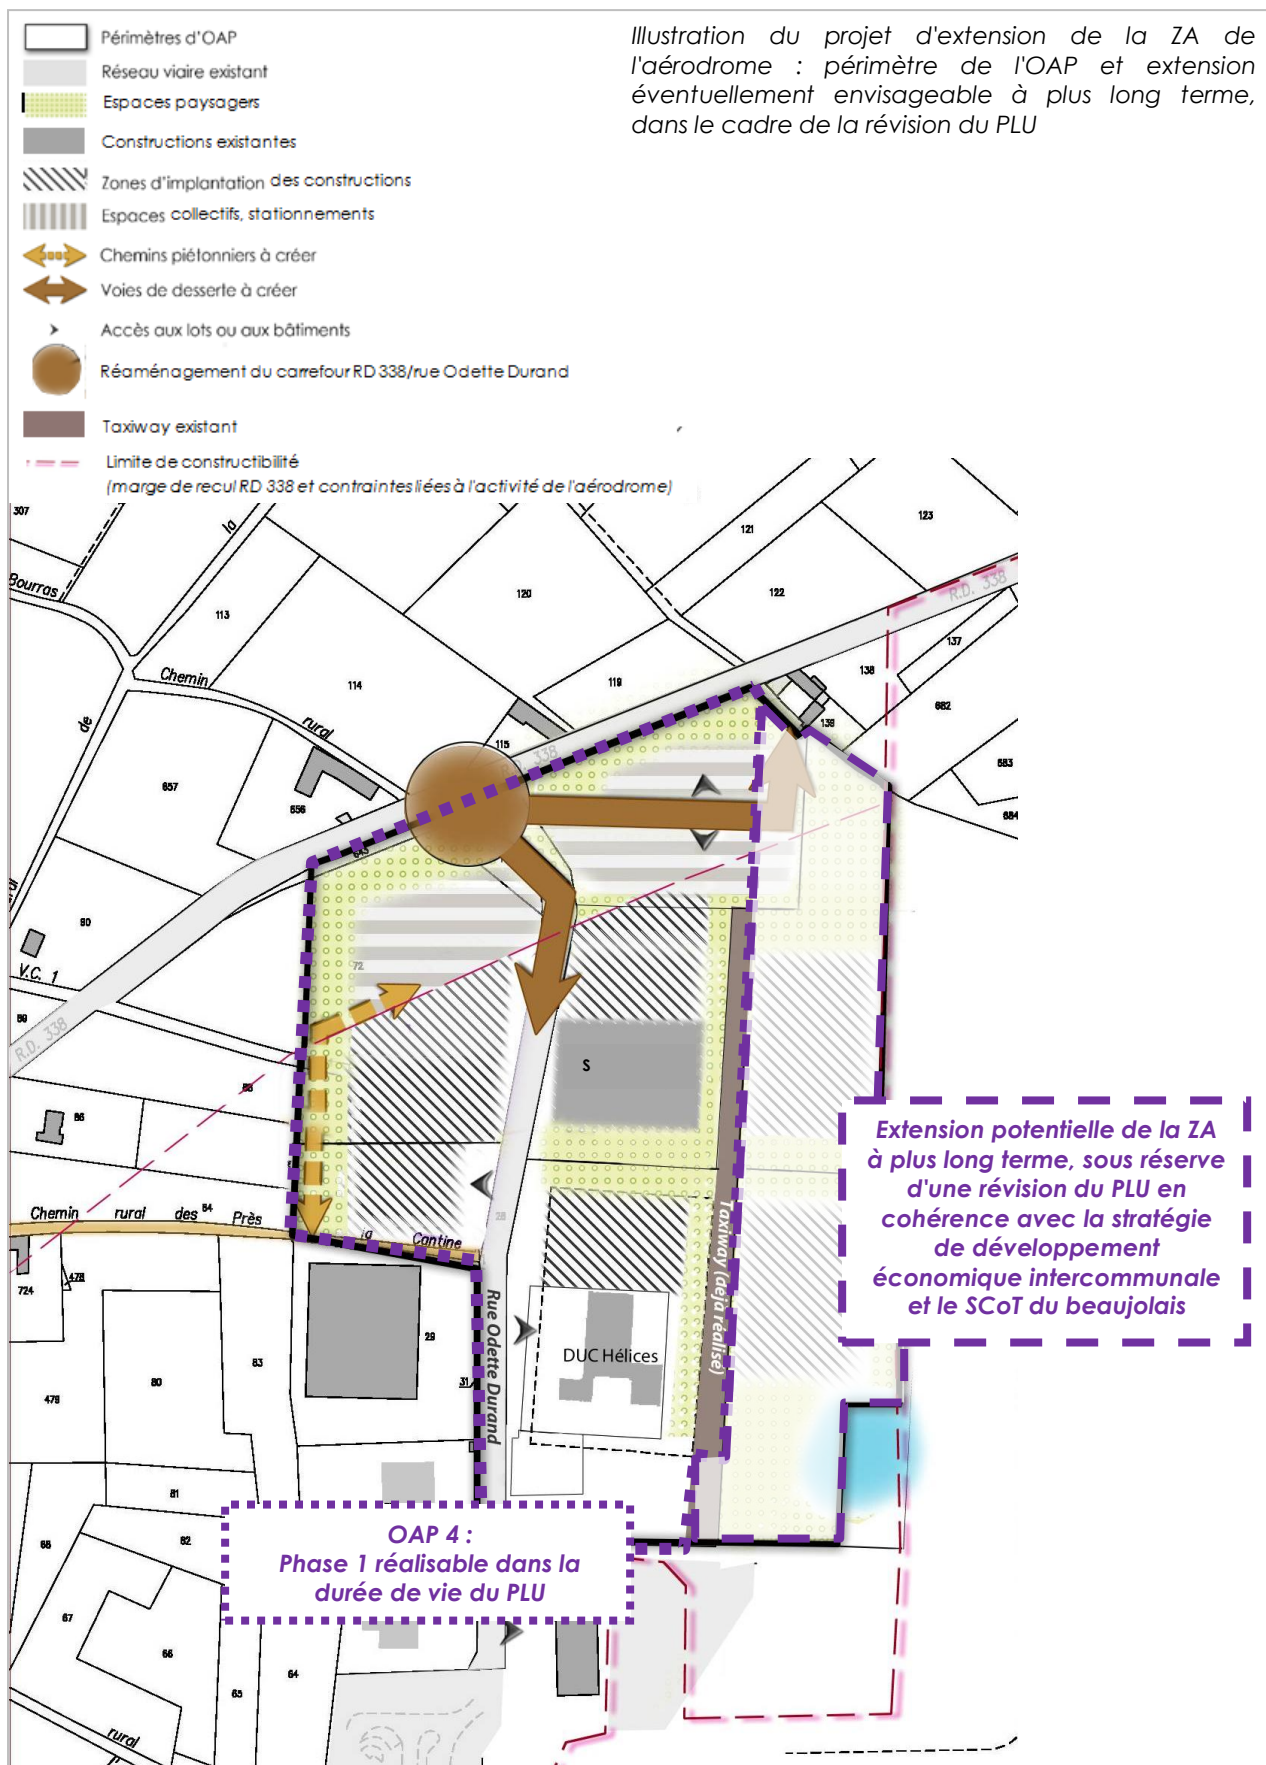 Périmètres d'OAP
Réseau viaire existant
Espaces paysagers
Constructions existantes
Zones d'implantation des constructions
Espaces collectifs, stationnements
Chemins piétonniers à créer
Voies de desserte à créer
Accès aux lots ou aux bâtiments
Réaménagement du carrefour RD 338/rue Odette Durand
Taxiway existant
Limite de constructibilité
(marge de recul RD 338 et contraintes liées à l'activité de l'aérodrome)
Illustration du projet d'extension de la ZA de
l'aérodrome : périmètre de l'OAP et extension
éventuellement envisageable à plus long terme,
dans le cadre de la révision du PLU
307
la
121
123
Bourras
120
122
R.D. 338
113
137
Chemin
114
119
138
rural
682
de
115
139
R.D. 338
683
657
656
684
643
90
72
V.C. 1
89
R.D. 338
88
S
86
Extension potentielle de la ZA
à plus long terme, sous réserve
d'une révision du PLU en
cohérence avec la stratégie
de développement
économique intercommunale
et le SCoT du beaujolais
Chemin rural des 84 Près
la Cantine
28
Taxiway (déjà réalisé)
724
478
Rue Odette Durand
29
DUC Hélices
83
80
31
479
81
82
68
OAP 4 :
Phase 1 réalisable dans la
durée de vie du PLU
67
66
65
64
rural